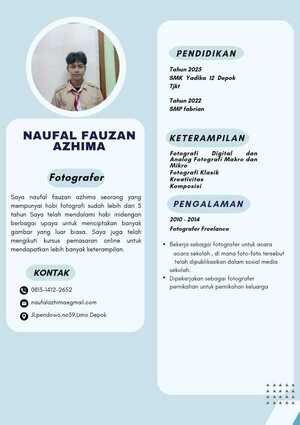 NAUFAL FAUZAN
AZHIMA
Fotografer
Saya naufal fauzan azhima seorang yang
mempunyai hobi fotografi sudah lebih dari 5
tahun Saya telah mendalami hobi inidengan
berbagai upaya untuk menciptakan banyak
gambar yang luar biasa. Saya juga telah
mengikuti kursus pemasaran online untuk
mendapatkan lebih banyak keterampilan.
KONTAK
0813-1412-2652
naufalazhimaegmail.com
Jl.pendowo.no59.Limo Depok
PENDIDIKAN
Tahun 2025
SMK Yadika 12 Depok
Tjkt
Tahun 2022
SMP fabrian
KETERAMPILAN
Fotografi Digital dan
Analog Fotografi Makro dan
Mikro
Fotografi Klasik
Kreativitas
Komposisi
PENGALAMAN
2010 - 2014
Fotografer Freelance
Bekerja sebagai fotografer untuk acara
acara sekolah , di mana foto-foto tersebut
telah dipublikasikan dalam sosial media
sekolah.
Dipekerjakan sebagai fotografer
pernikahan untuk pernikahan keluarga